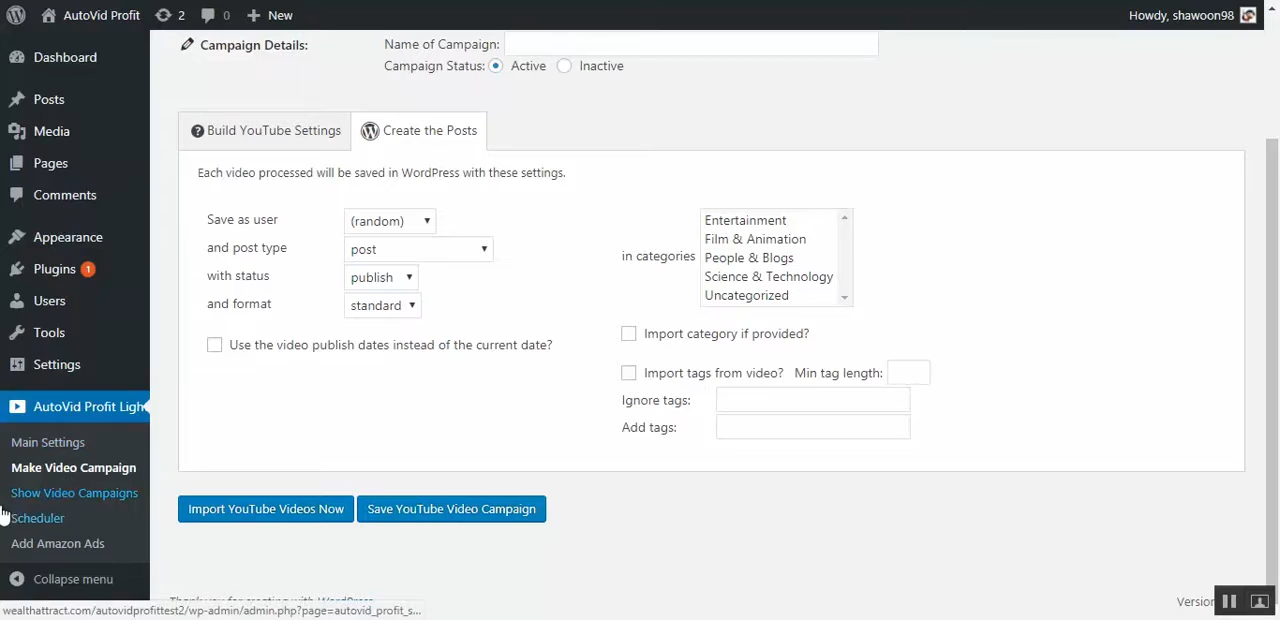 AutoVid Profit 2 0 New Howdy, shawoon98
Dashboard
Posts
Media
Pages
Comments
Appearance
Plugins 1
Users
Tools
Settings
AutoVid Profit Ligh
Main Settings
Make Video Campaign
Show Video Campaigns
Scheduler
Add Amazon Ads
Collapse menu
Campaign Details: Name of Campaign:
Campaign Status: Active Inactive
Build YouTube Settings Create the Posts
Each video processed will be saved in WordPress with these settings.
Save as user (random)
and post type post
with status publish
and format standard
Use the video publish dates instead of the current date?
in categories
Entertainment
Film & Animation
People & Blogs
Science & Technology
Uncategorized
Import category if provided?
Import tags from video? Min tag length:
Ignore tags:
Add tags:
Import YouTube Videos Now Save YouTube Video Campaign
Thank you for creating with WordPress
Version
wealthattract.com/autovidprofittest2/wp-admin/admin.php?page=autovid_profit_s...